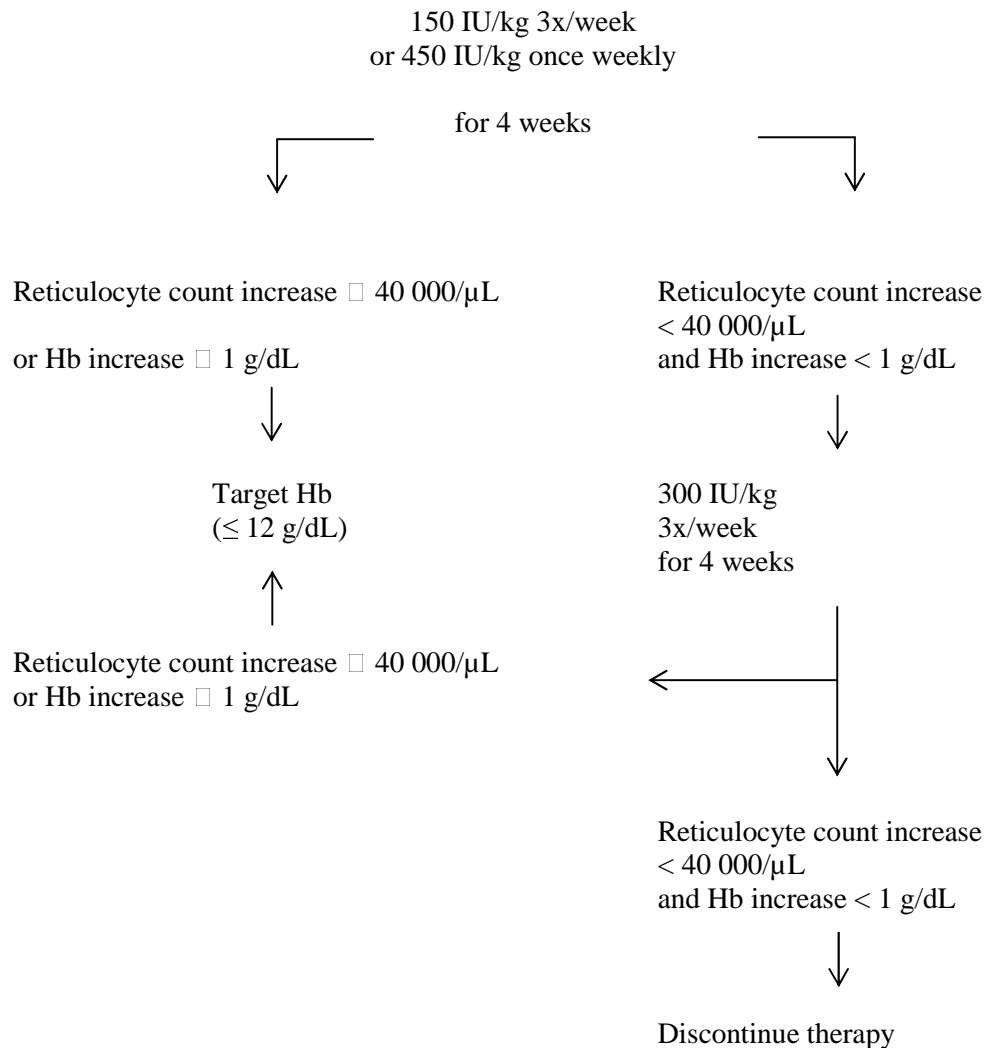 150 IU/kg 3x/week
or 450 IU/kg once weekly
for 4 weeks
Reticulocyte count increase □ 40 000/µL
or Hb increase □ 1 g/dL
Reticulocyte count increase
< 40 000/µL
and Hb increase < 1 g/dL
Target Hb
(≤ 12 g/dL)
300 IU/kg
3x/week
for 4 weeks
Reticulocyte count increase □ 40 000/µL
or Hb increase □ 1 g/dL
Reticulocyte count increase
< 40 000/µL
and Hb increase < 1 g/dL
Discontinue therapy